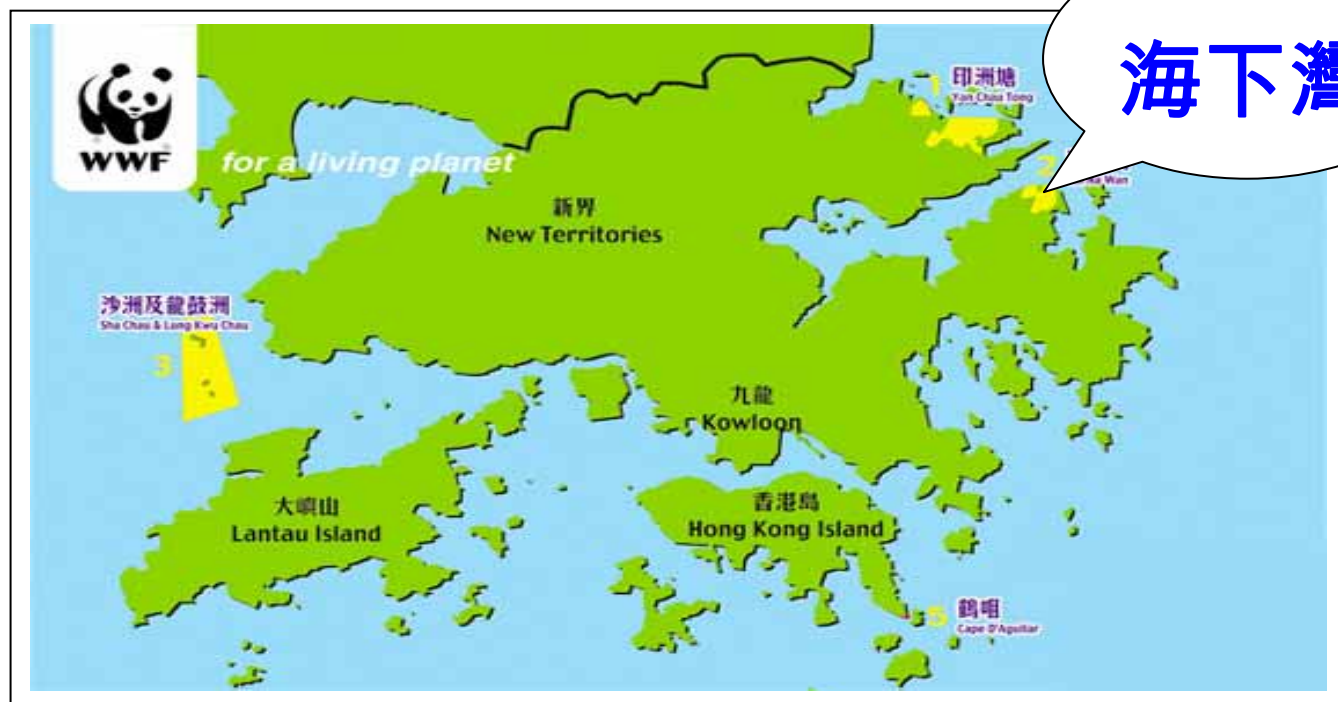 海下灣
WWF
for a living planet
1
印洲塘
Yan Chau Tong
2
Wan
新界
New Territories
沙洲及龍鼓洲
Sha Chau & Lung Kwu Chau
3
九龍
Kowloon
大嶼山
Lantau Island
香港島
Hong Kong Island
5
鶴咀
Cape D'Aguilar